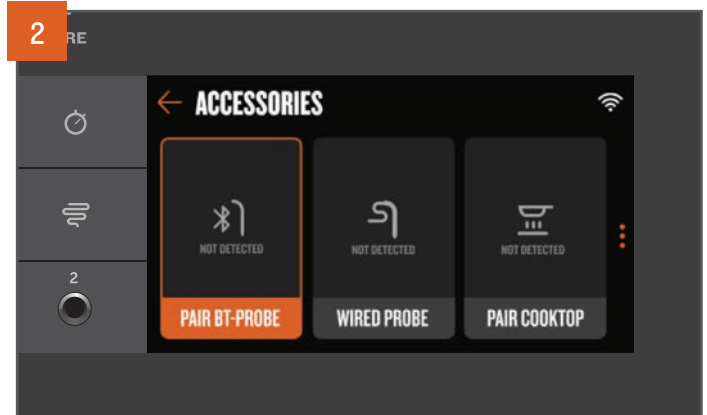 2
RE
← ACCESSORIES
2
NOT DETECTED
NOT DETECTED
NOT DETECTED
PAIR BT-PROBE
WIRED PROBE
PAIR COOKTOP